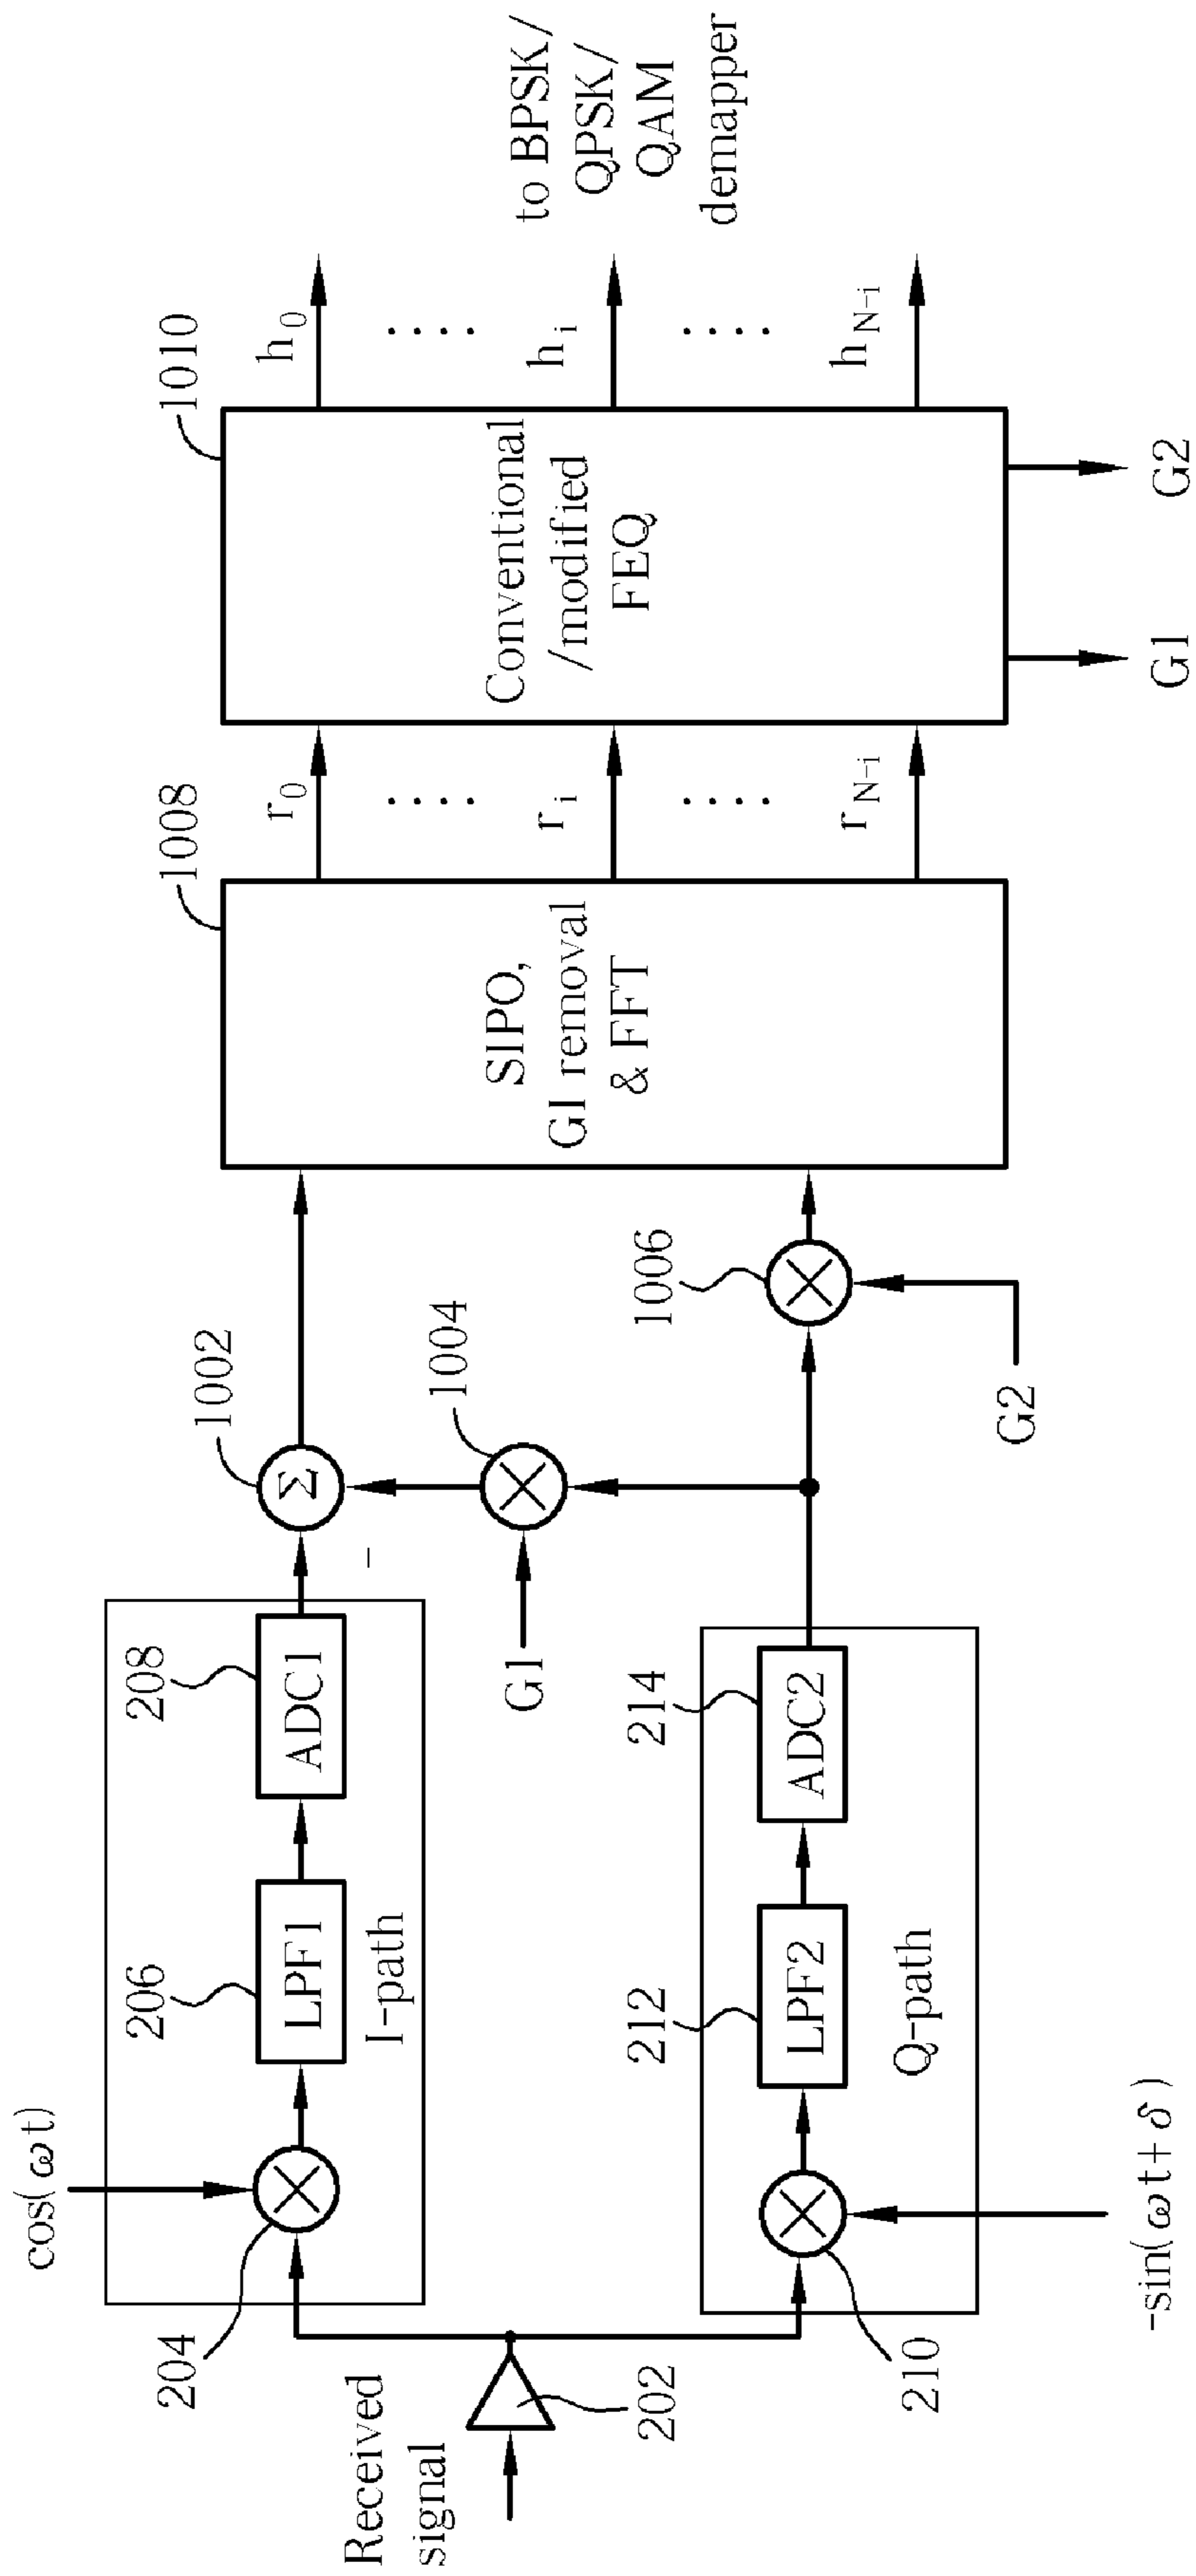 Received
signal
202
204
cos(ωt)
206
LPF1
208
ADC1
I-path
-
1002
Σ
1004
G1
210
-sin(ωt+δ)
212
LPF2
214
ADC2
Q-path
1006
G2
1008
SIPO,
GI removal
& FFT
r0
....
ri
....
rN-i
1010
Conventional
/modified
FEQ
G1
G2
h0
....
hi
....
hN-i
to BPSK/
QPSK/
QAM
demapper